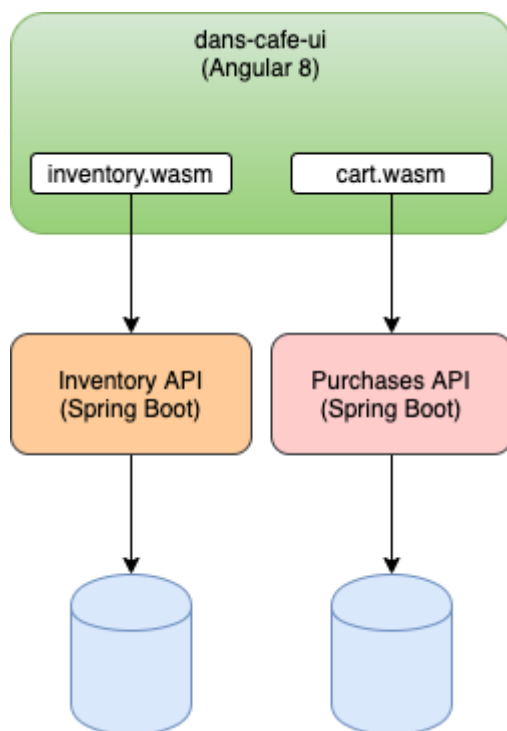 dans-cafe-ui
(Angular 8)
inventory.wasm
cart.wasm
Inventory API
(Spring Boot)
Purchases API
(Spring Boot)